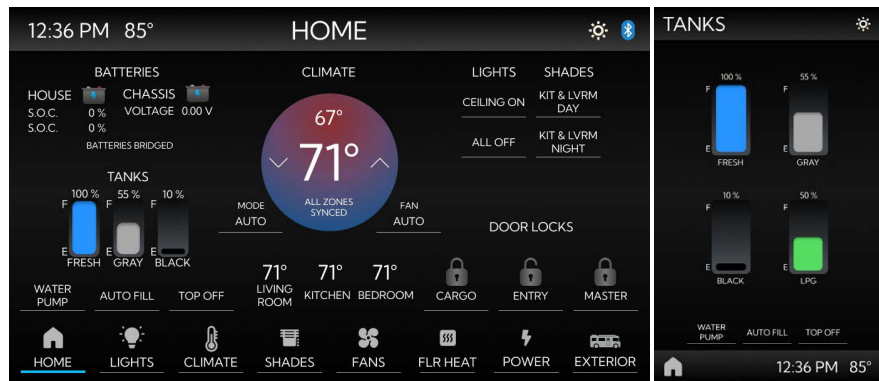 12:36 PM 85°
HOME
BATTERIES
HOUSE
S.O.C. 0 %
S.O.C. 0 %
CHASSIS
VOLTAGE 0.00 V
BATTERIES BRIDGED
TANKS
100 % 55 % 10 %
F F F
E E E
FRESH GRAY BLACK
WATER
PUMP
AUTO FILL
TOP OFF
CLIMATE
67°
71°
ALL ZONES
SYNCED
MODE
AUTO
FAN
AUTO
71° 71° 71°
LIVING
ROOM
KITCHEN
BEDROOM
LIGHTS
CEILING ON
ALL OFF
SHADES
KIT & LVRM
DAY
KIT & LVRM
NIGHT
DOOR LOCKS
CARGO
ENTRY
MASTER
HOME
LIGHTS
CLIMATE
SHADES
FANS
FLR HEAT
POWER
EXTERIOR
TANKS
100 % 55 %
F F
E E
FRESH GRAY
10 % 50 %
F F
E E
BLACK LPG
WATER
PUMP
AUTO FILL
TOP OFF
12:36 PM 85°